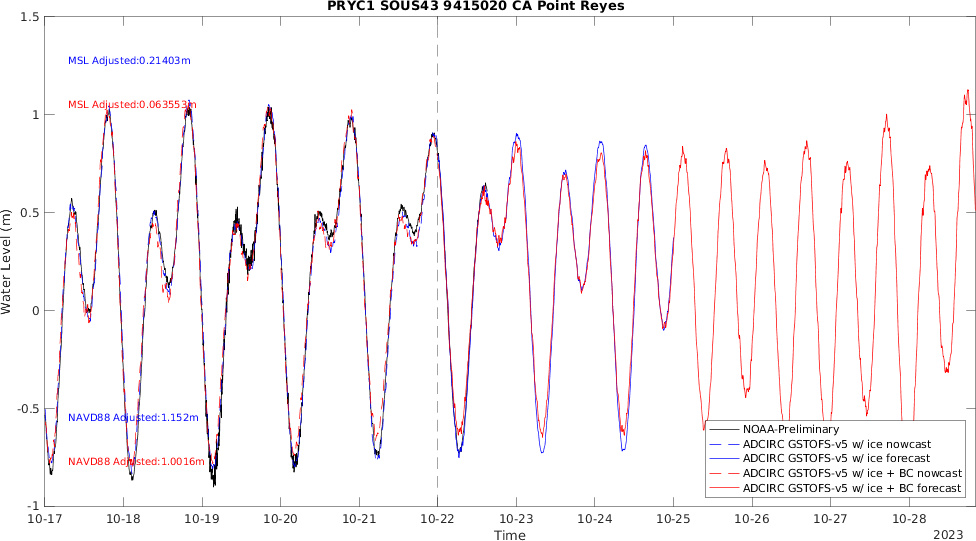 PRYC1 SOUS43 9415020 CA Point Reyes
1.5
1
0.5
0
-0.5
-1
Water Level (m)
MSL Adjusted:0.21403m
MSL Adjusted:0.063553m
NAVD88 Adjusted:1.152m
NAVD88 Adjusted:1.0016m
NOAA-Preliminary
ADCIRC GSTOFS-v5 w/ ice nowcast
ADCIRC GSTOFS-v5 w/ ice forecast
ADCIRC GSTOFS-v5 w/ ice + BC nowcast
ADCIRC GSTOFS-v5 w/ ice + BC forecast
10-17 10-18 10-19 10-20 10-21 10-22 10-23 10-24 10-25 10-26 10-27 10-28
Time
2023